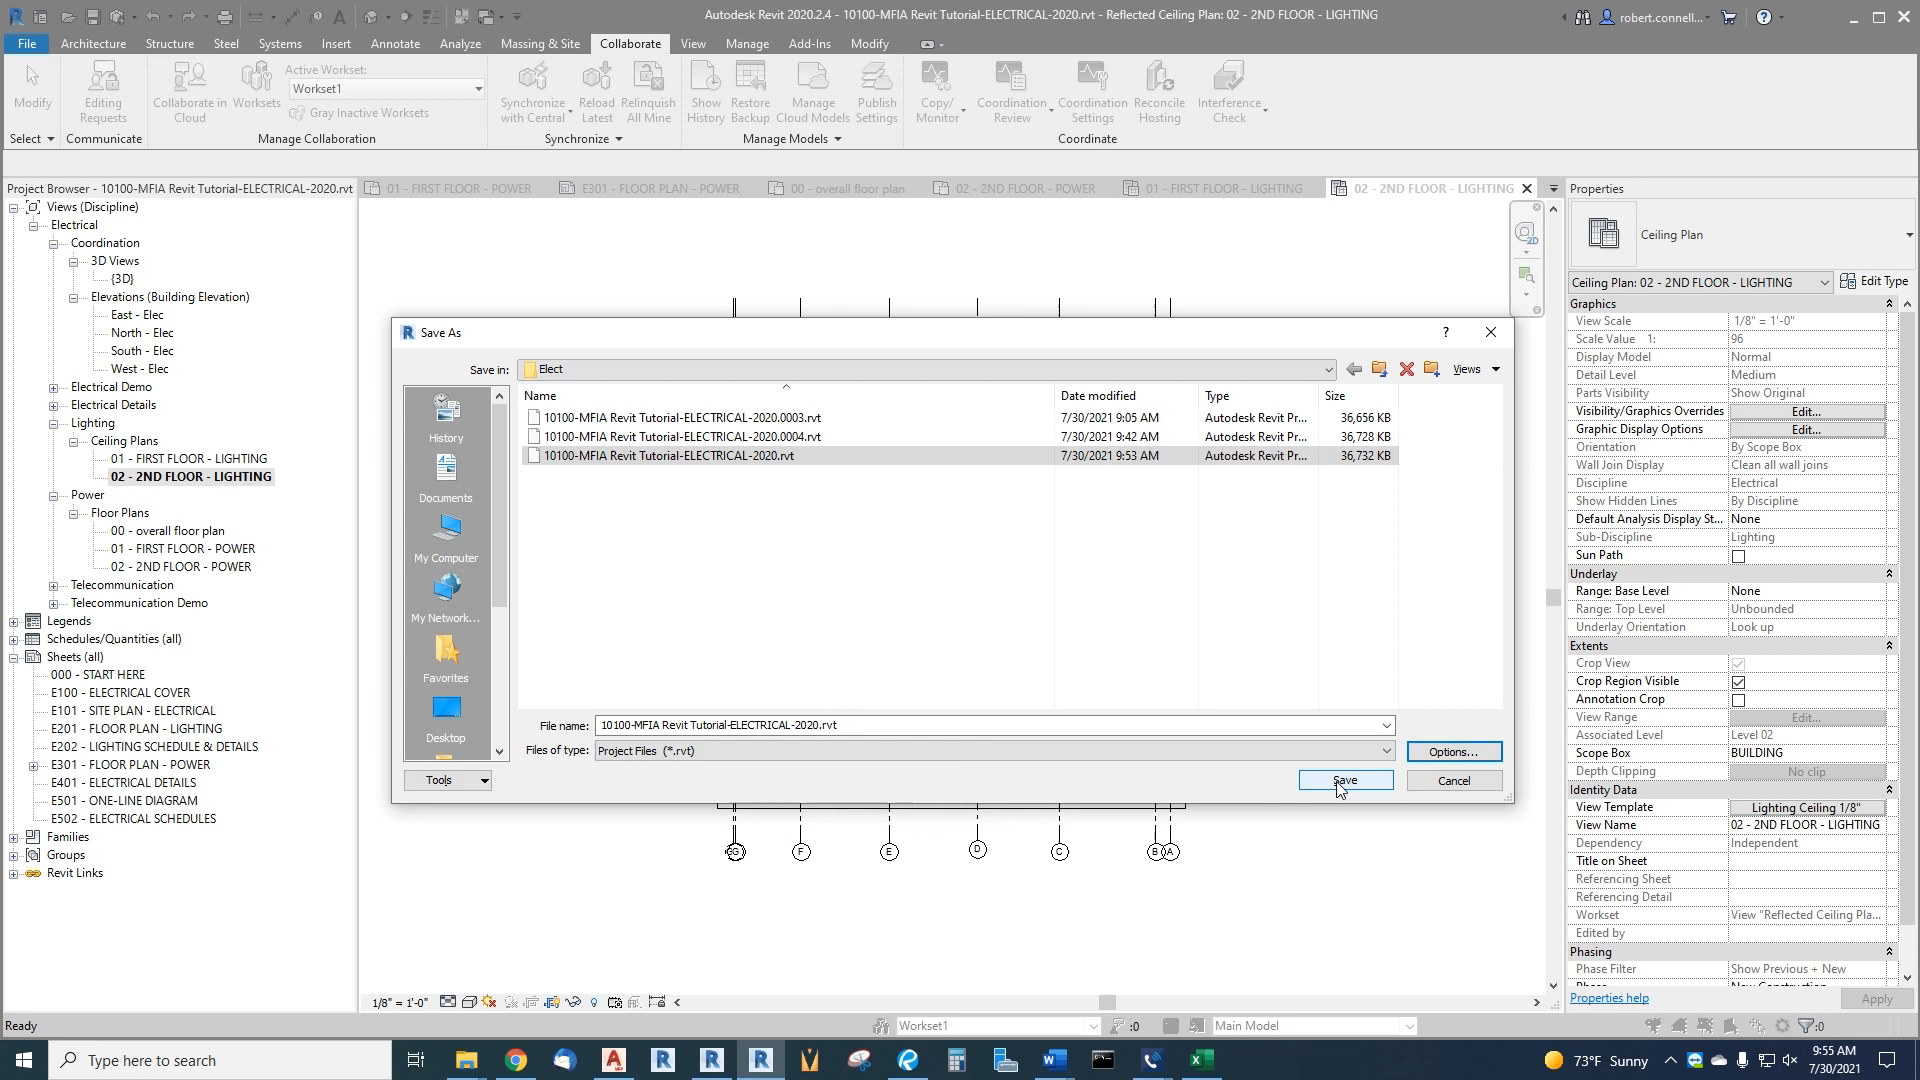 Autodesk Revit 2020.2.4 - 10100-MFIA Revit Tutorial-ELECTRICAL-2020.rvt - Reflected Ceiling Plan: 02 - 2ND FLOOR - LIGHTING
robert.connell...
File Architecture Structure Steel Systems Insert Annotate Analyze Massing & Site Collaborate View Manage Add-Ins Modify
Modify
Select
Editing Requests
Communicate
Collaborate in Cloud
Worksets
Active Workset:
Workset1
Gray Inactive Worksets
Manage Collaboration
Synchronize with Central
Reload Latest
Relinquish All Mine
Synchronize
Show History
Restore Backup
Manage Cloud Models
Publish Settings
Manage Models
Copy/ Monitor
Coordination Review
Coordination Settings
Reconcile Hosting
Interference Check
Coordinate
Project Browser - 10100-MFIA Revit Tutorial-ELECTRICAL-2020.rvt
Views (Discipline)
Electrical
Coordination
3D Views
{3D}
Elevations (Building Elevation)
East - Elec
North - Elec
South - Elec
West - Elec
Electrical Demo
Electrical Details
Lighting
Ceiling Plans
01 - FIRST FLOOR - LIGHTING
02 - 2ND FLOOR - LIGHTING
Power
Floor Plans
00 - overall floor plan
01 - FIRST FLOOR - POWER
02 - 2ND FLOOR - POWER
Telecommunication
Telecommunication Demo
Legends
Schedules/Quantities (all)
Sheets (all)
000 - START HERE
E100 - ELECTRICAL COVER
E101 - SITE PLAN - ELECTRICAL
E201 - FLOOR PLAN - LIGHTING
E202 - LIGHTING SCHEDULE & DETAILS
E301 - FLOOR PLAN - POWER
E401 - ELECTRICAL DETAILS
E501 - ONE-LINE DIAGRAM
E502 - ELECTRICAL SCHEDULES
Families
Groups
Revit Links
01 - FIRST FLOOR - POWER
E301 - FLOOR PLAN - POWER
00 - overall floor plan
02 - 2ND FLOOR - POWER
01 - FIRST FLOOR - LIGHTING
02 - 2ND FLOOR - LIGHTING
2D
Save As
?
Save in: Elect
Views
Name Date modified Type Size
10100-MFIA Revit Tutorial-ELECTRICAL-2020.0003.rvt 7/30/2021 9:05 AM Autodesk Revit Pr... 36,656 KB
10100-MFIA Revit Tutorial-ELECTRICAL-2020.0004.rvt 7/30/2021 9:42 AM Autodesk Revit Pr... 36,728 KB
10100-MFIA Revit Tutorial-ELECTRICAL-2020.rvt 7/30/2021 9:53 AM Autodesk Revit Pr... 36,732 KB
History
Documents
My Computer
My Network...
Favorites
Desktop
File name: 10100-MFIA Revit Tutorial-ELECTRICAL-2020.rvt
Files of type: Project Files (*.rvt)
Options...
Tools
Save
Cancel
F E D C B A
1/8" = 1'-0"
Properties
Ceiling Plan
Ceiling Plan: 02 - 2ND FLOOR - LIGHTING
Edit Type
Graphics
View Scale 1/8" = 1'-0"
Scale Value 1: 96
Display Model Normal
Detail Level Medium
Parts Visibility Show Original
Visibility/Graphics Overrides Edit...
Graphic Display Options Edit...
Orientation By Scope Box
Wall Join Display Clean all wall joins
Discipline Electrical
Show Hidden Lines By Discipline
Default Analysis Display St... None
Sub-Discipline Lighting
Sun Path
Underlay
Range: Base Level None
Range: Top Level Unbounded
Underlay Orientation Look up
Extents
Crop View
Crop Region Visible
Annotation Crop
View Range Edit...
Associated Level Level 02
Scope Box BUILDING
Depth Clipping No clip
Identity Data
View Template Lighting Ceiling 1/8"
View Name 02 - 2ND FLOOR - LIGHTING
Dependency Independent
Title on Sheet
Referencing Sheet
Referencing Detail
Workset View "Reflected Ceiling Pla...
Edited by
Phasing
Phase Filter Show Previous + New
Properties help
Apply
Ready
Workset1
:0
Main Model
:0
Type here to search
73°F Sunny
9:55 AM
7/30/2021